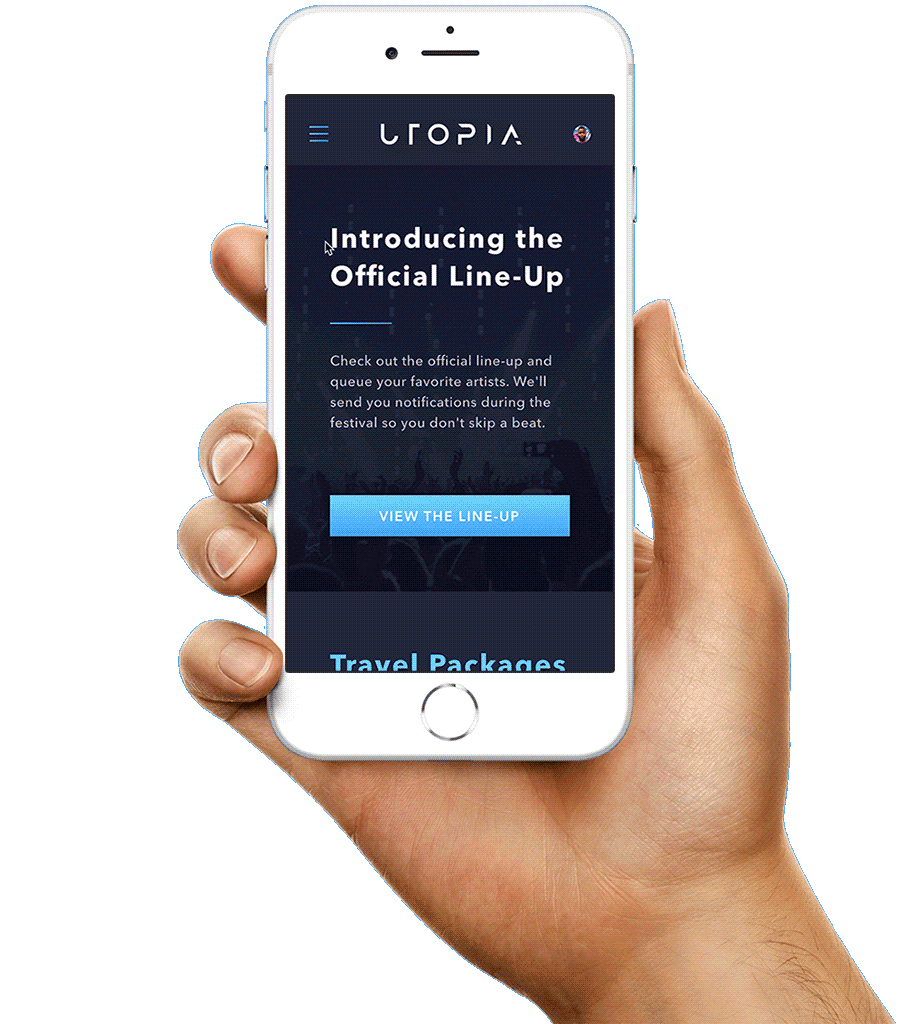 UTOPIA
Introducing the
Official Line-Up
Check out the official line-up and
queue your favorite artists. We'll
send you notifications during the
festival so you don't skip a beat.
VIEW THE LINE-UP
Travel Packages